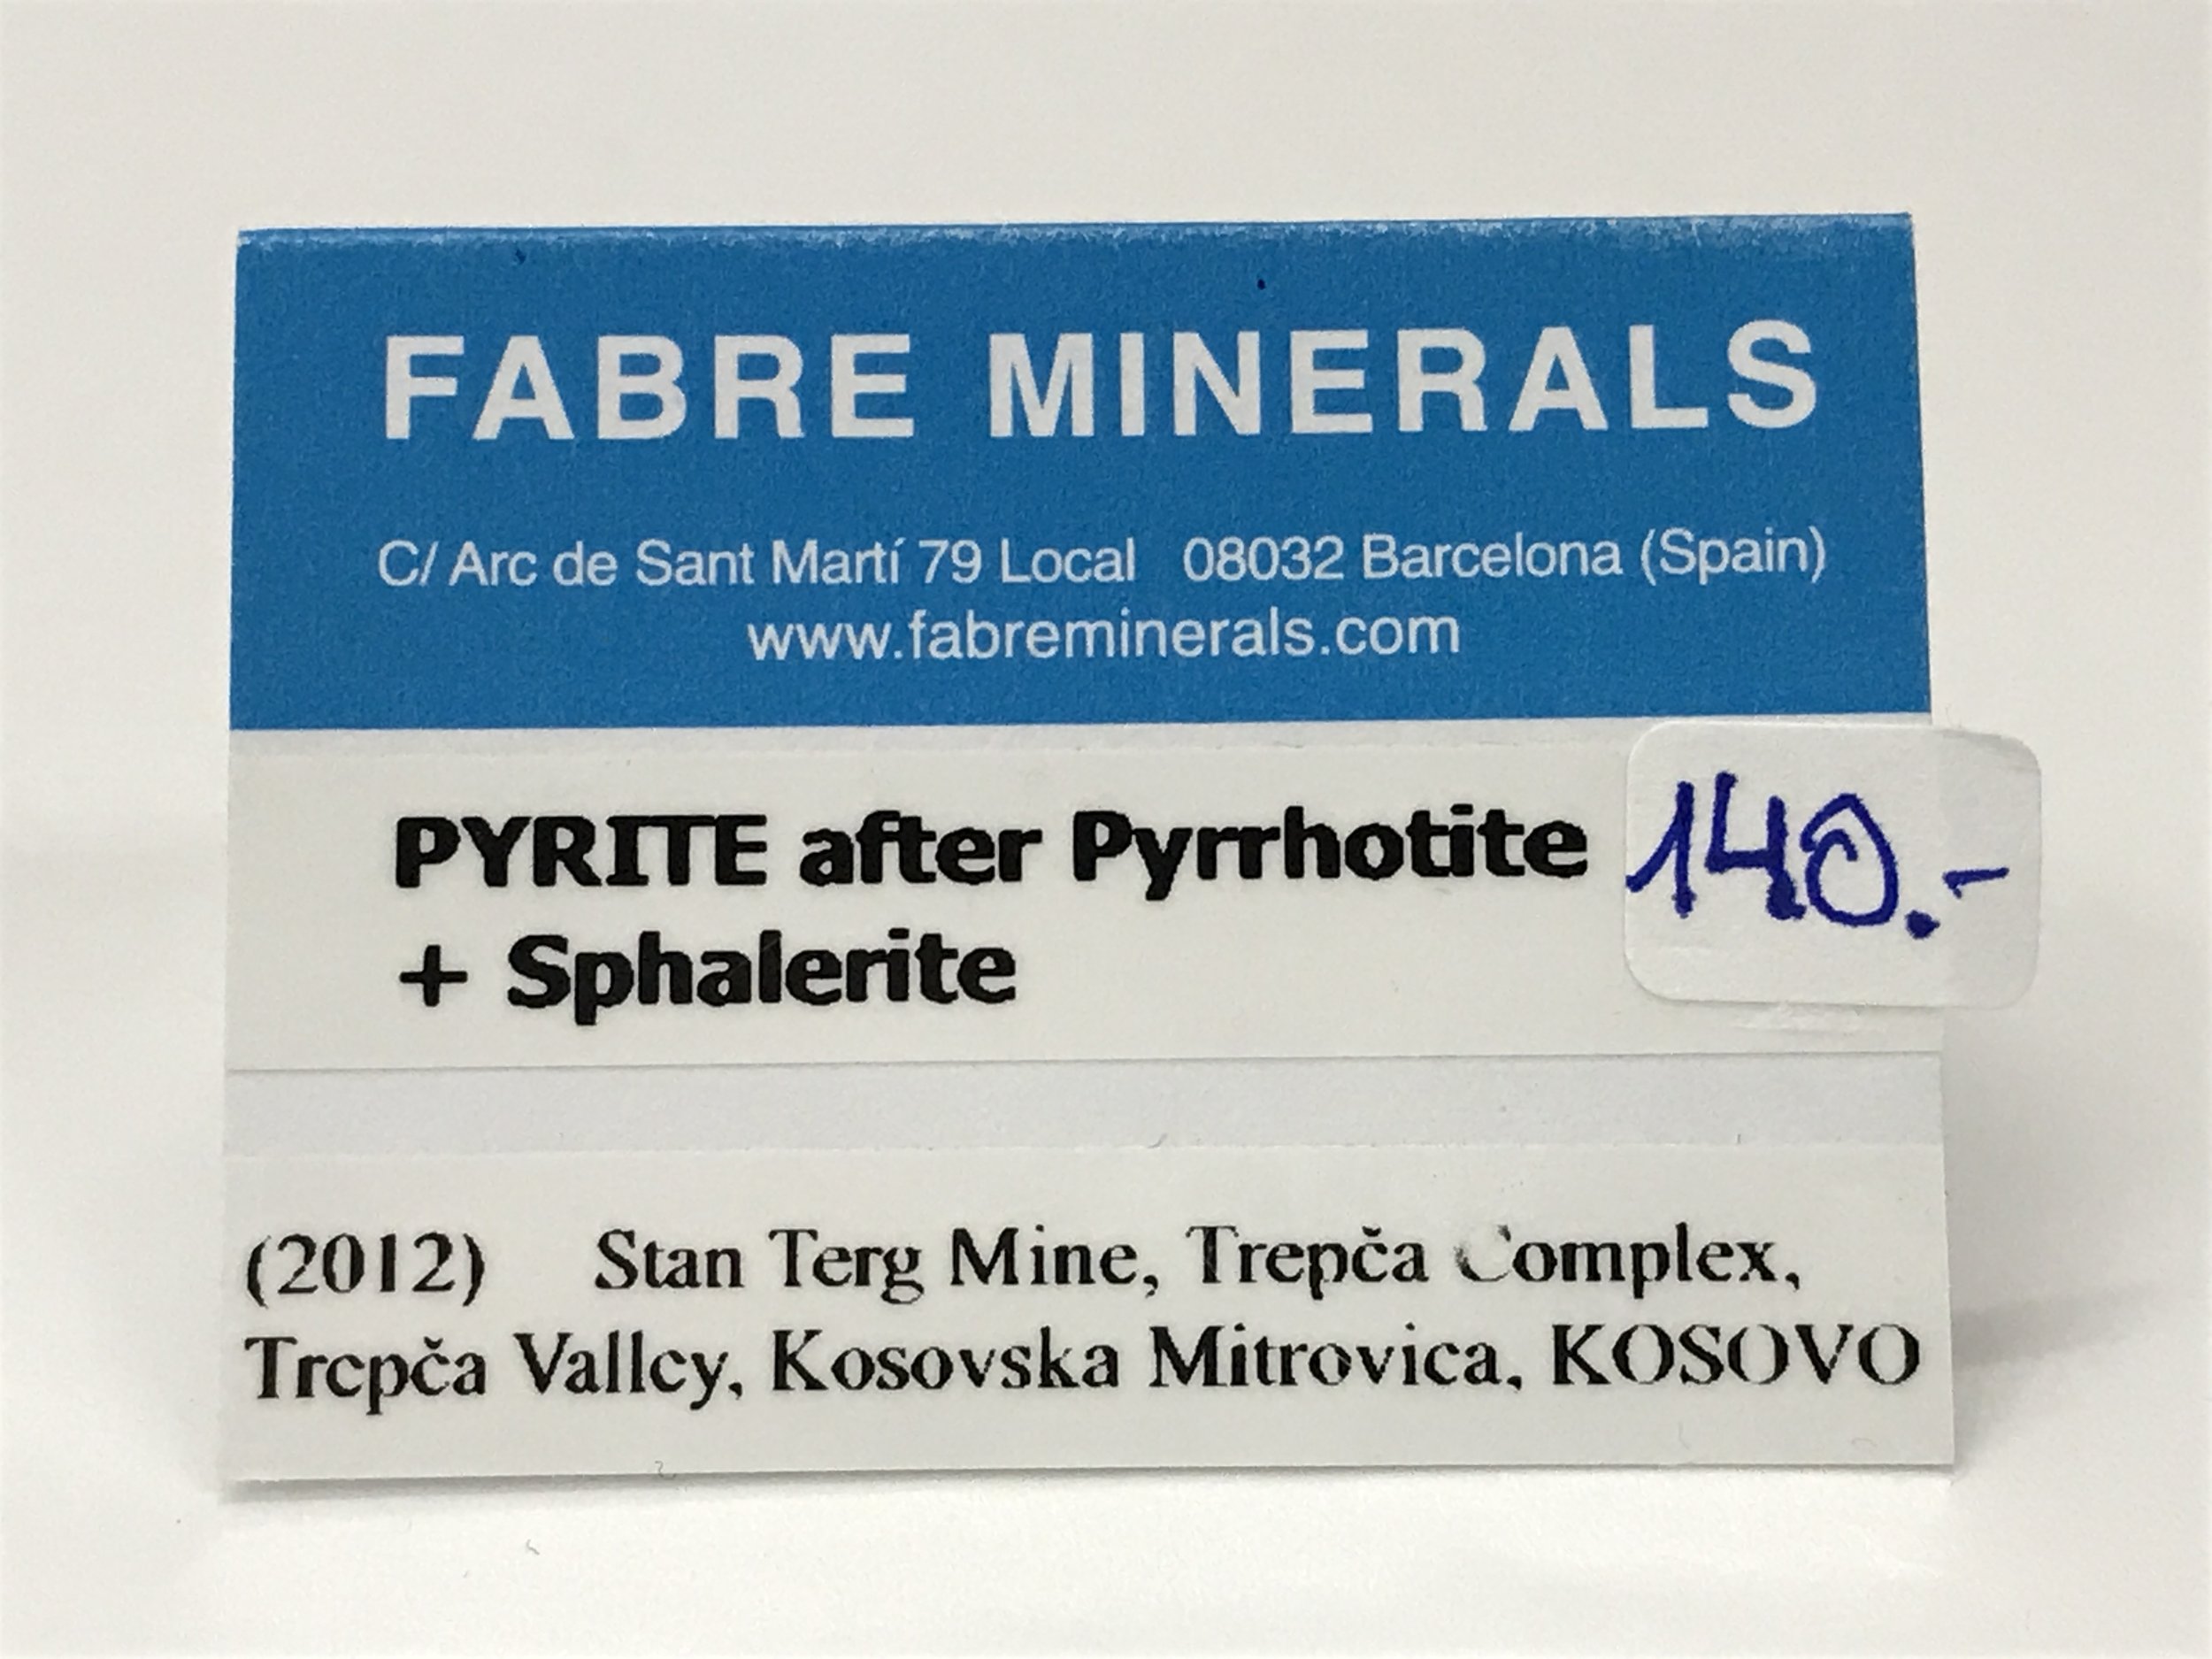 FABRE MINERALS
C/ Arc de Sant Martí 79 Local 08032 Barcelona (Spain)
www.fabreminerals.com
PYRITE after Pyrrhotite
140.-
+ Sphalerite
(2012) Stan Terg Mine, Trepča Complex,
Trepča Valley, Kosovska Mitrovica, KOSOVO